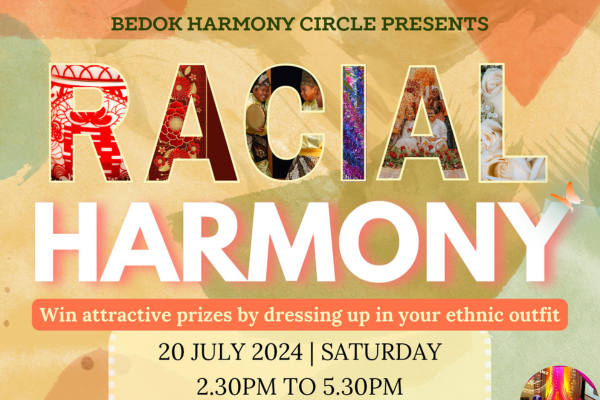 BEDOK HARMONY CIRCLE PRESENTS
RACIAL
HARMONY
Win attractive prizes by dressing up in your ethnic outfit
20 JULY 2024 | SATURDAY
2.30PM TO 5.30PM